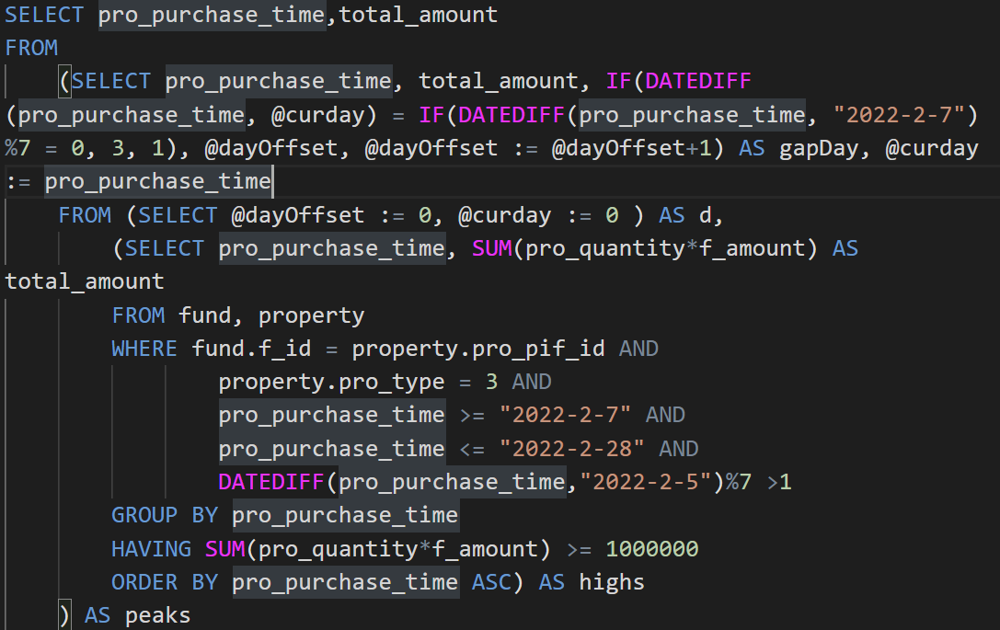 SELECT pro_purchase_time,total_amount
FROM
(SELECT pro_purchase_time, total_amount, IF(DATEDIFF
(pro_purchase_time, @curday) = IF(DATEDIFF(pro_purchase_time, "2022-2-7")
%7 = 0, 3, 1), @dayOffset, @dayOffset := @dayOffset+1) AS gapDay, @curday
:= pro_purchase_time
FROM (SELECT @dayOffset := 0, @curday := 0 ) AS d,
(SELECT pro_purchase_time, SUM(pro_quantity*f_amount) AS
total_amount
FROM fund, property
WHERE fund.f_id = property.pro_pif_id AND
property.pro_type = 3 AND
pro_purchase_time >= "2022-2-7" AND
pro_purchase_time <= "2022-2-28" AND
DATEDIFF(pro_purchase_time,"2022-2-5")%7 >1
GROUP BY pro_purchase_time
HAVING SUM(pro_quantity*f_amount) >= 1000000
ORDER BY pro_purchase_time ASC) AS highs
) AS peaks